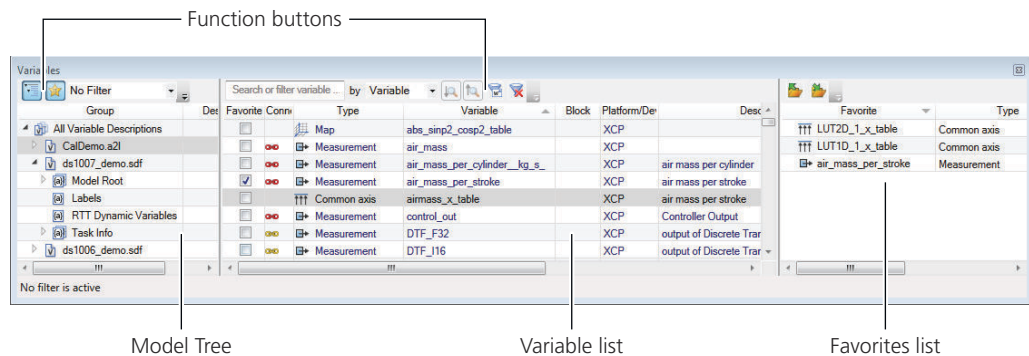 Function buttons
Variables
No Filter
Search or filter variable ... by Variable
Group Des
Favorite Conne Type Variable Block Platform/Dev Desc
Favorite Type
All Variable Descriptions
CalDemo.a2l
ds1007_demo.sdf
Model Root
Labels
RTT Dynamic Variables
Task Info
ds1006_demo.sdf
Map abs_sinp2_cosp2_table XCP
Measurement air_mass XCP
Measurement air_mass_per_cylinder__kg_s_ XCP air mass per cylinder
Measurement air_mass_per_stroke XCP air mass per stroke
Common axis airmass_x_table XCP air mass per stroke
Measurement control_out XCP Controller Output
Measurement DTF_F32 XCP output of Discrete Trar
Measurement DTF_I16 XCP output of Discrete Trar
LUT2D_1_x_table Common axis
LUT1D_1_x_table Common axis
air_mass_per_stroke Measurement
No filter is active
Model Tree
Variable list
Favorites list